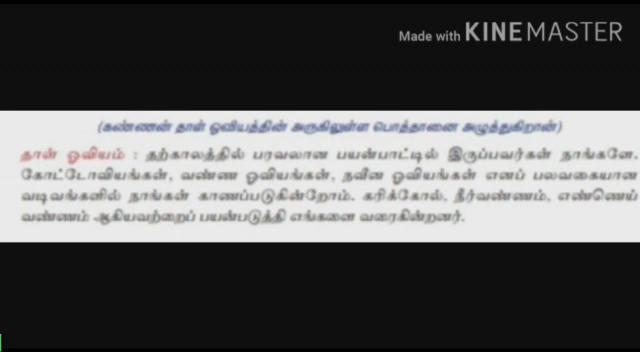 Made with KINEMASTER
(கண்ணன் தாள் ஓவியத்தின் அருகிலுள்ள பொத்தானை அழுத்துகிறான்)
தாள் ஓவியம் : தற்காலத்தில் பரவலான பயன்பாட்டில் இருப்பவர்கள் நாங்களே.
கோட்டோவியங்கள், வண்ண ஓவியங்கள், நவீன ஓவியங்கள் எனப் பலவகையான
வடிவங்களில் நாங்கள் காணப்படுகின்றோம். கரிக்கோல், நீர்வண்ணம், எண்ணெய்
வண்ணம் ஆகியவற்றைப் பயன்படுத்தி எங்களை வரைகின்றனர்.